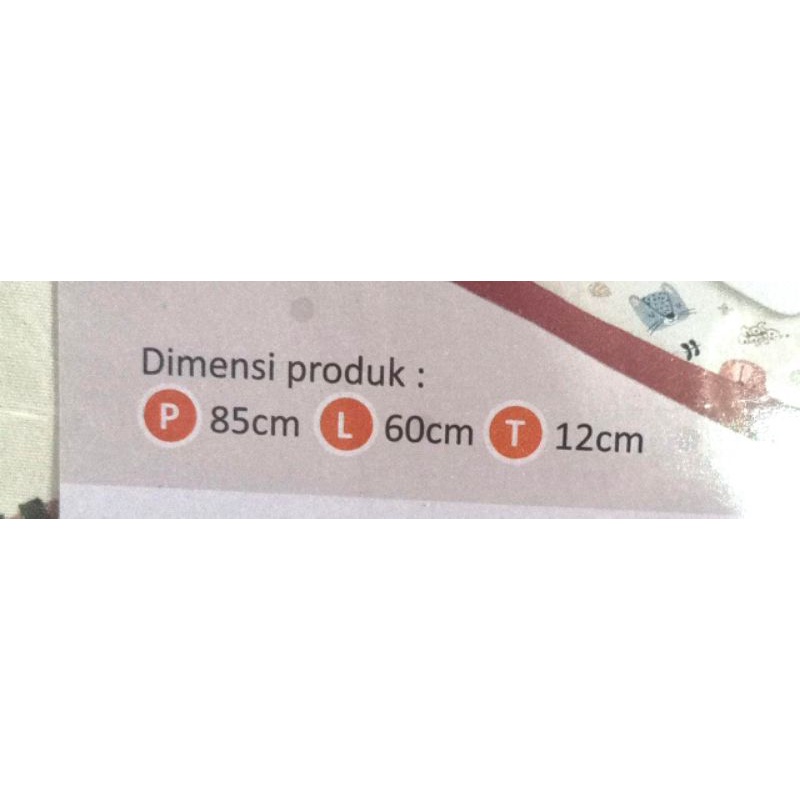 Dimensi produk :
P 85cm L 60cm T 12cm